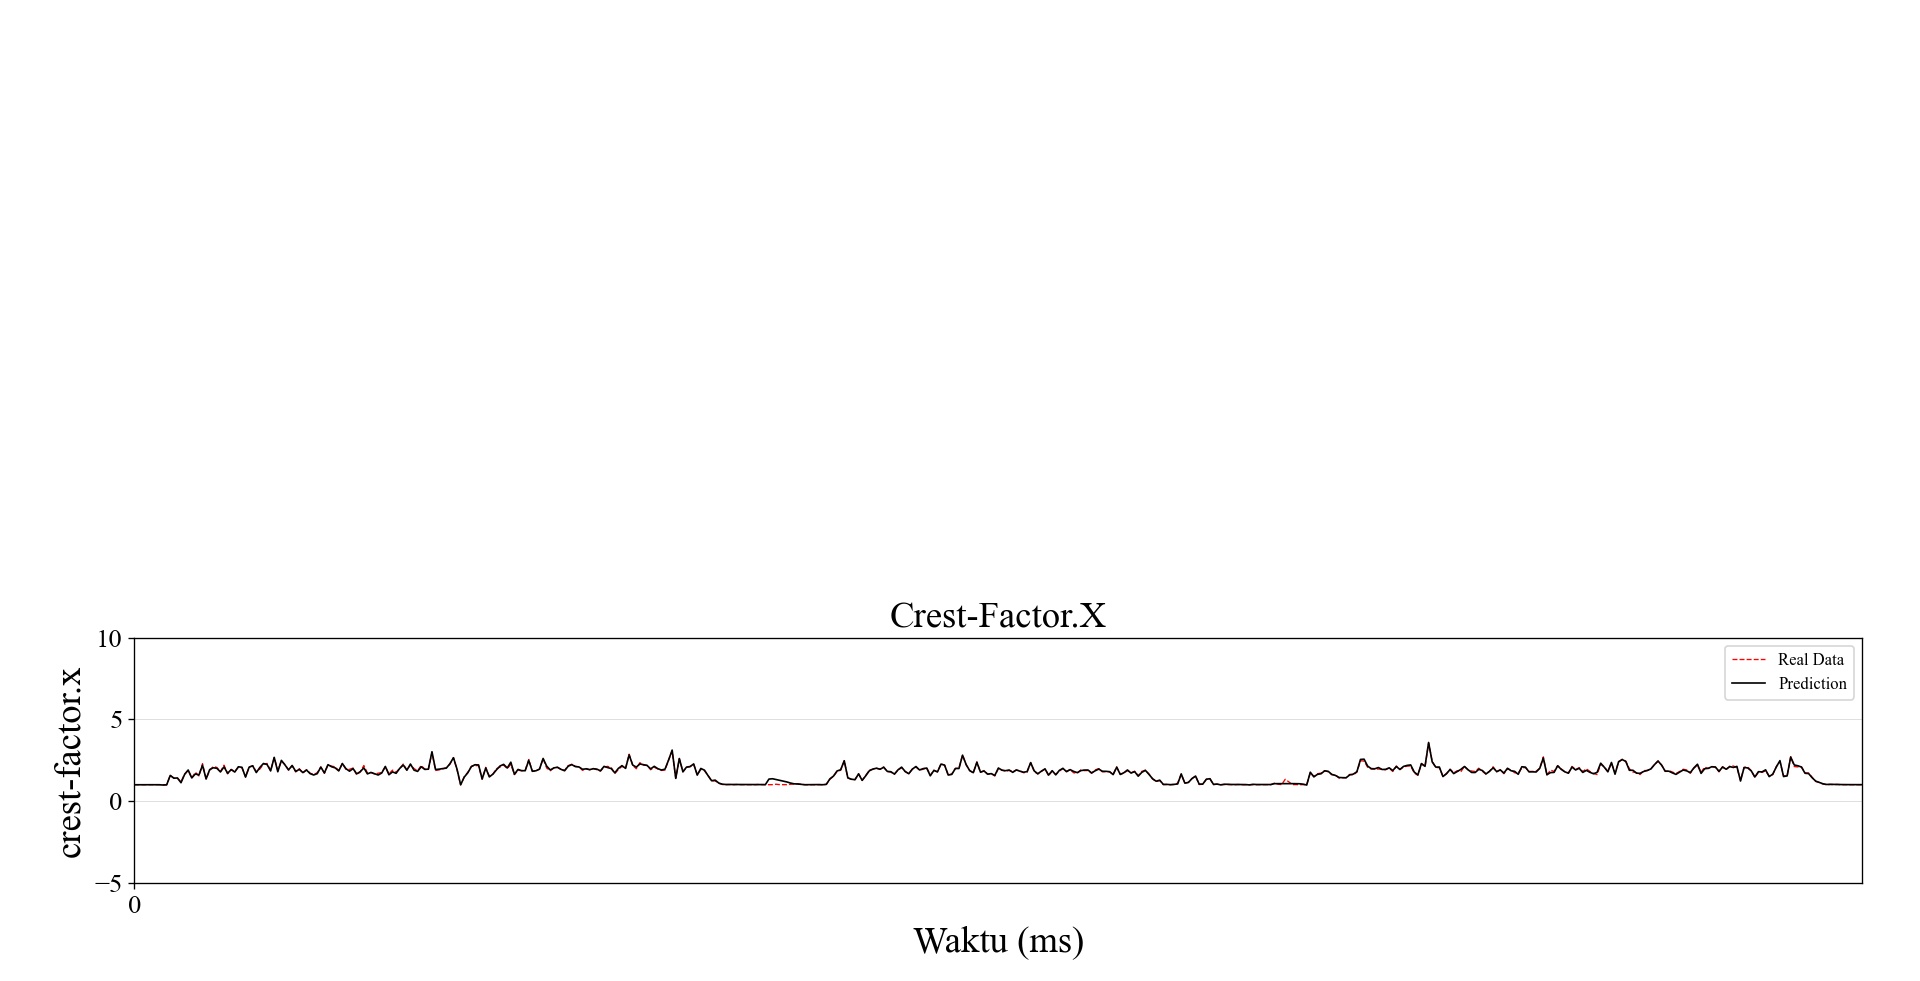 Crest-Factor.X
10
5
0
−5
crest-factor.x
Real Data
Prediction
0
Waktu (ms)